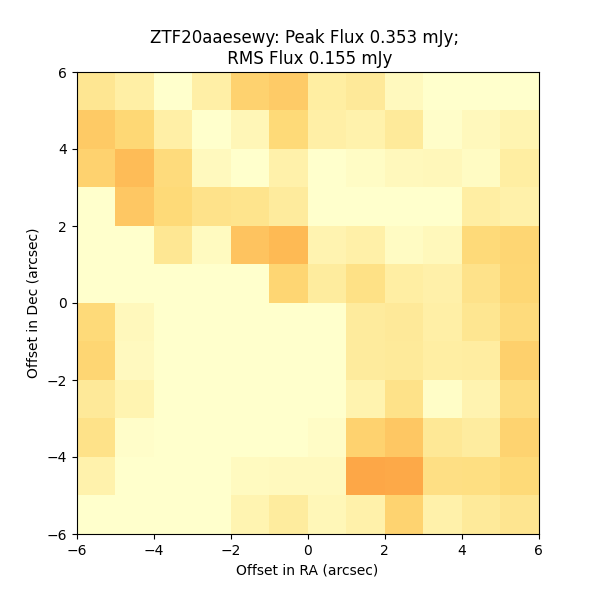 ZTF20aaesewy: Peak Flux 0.353 mJy;
RMS Flux 0.155 mJy
6
4
2
0
−2
−4
−6
Offset in Dec (arcsec)
−6 −4 −2 0 2 4 6
Offset in RA (arcsec)